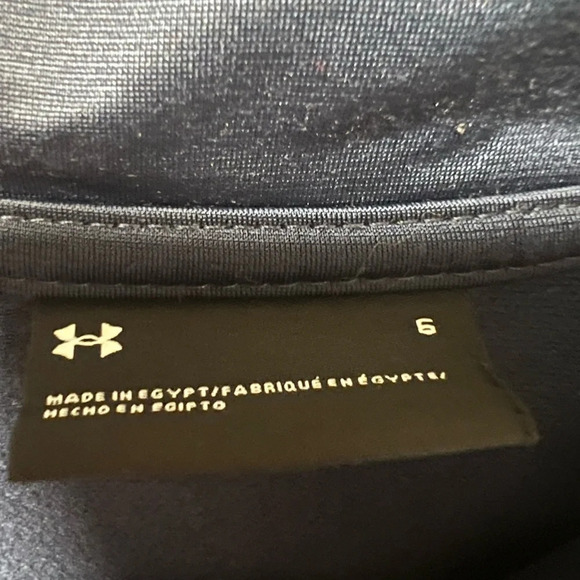 6
MADE IN EGYPT/FABRIQUÉ EN ÉGYPTE/
HECHO EN EGIPTO